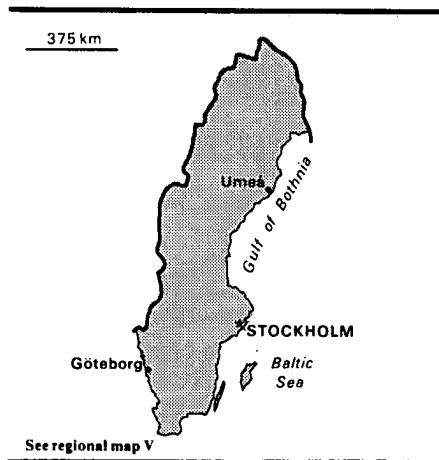 375 km
Umeå
Gulf of Bothnia
STOCKHOLM
Göteborg
Baltic
Sea
See regional map V